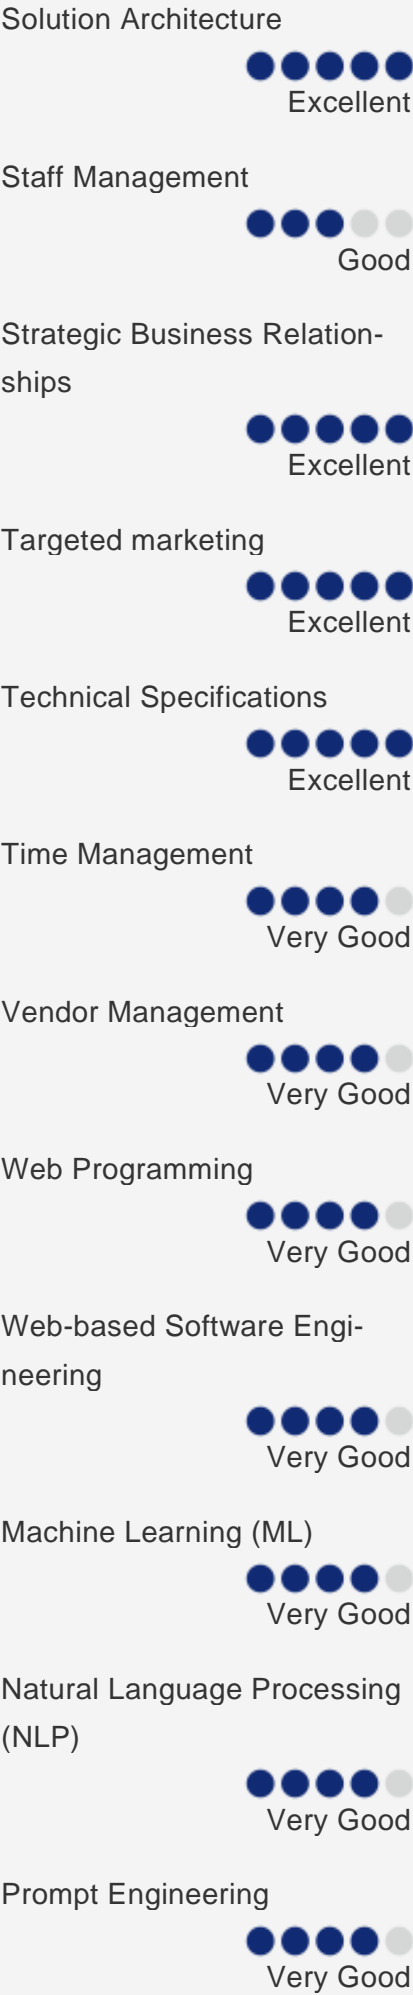 Solution Architecture
Excellent
Staff Management
Good
Strategic Business Relation-
ships
Excellent
Targeted marketing
Excellent
Technical Specifications
Excellent
Time Management
Very Good
Vendor Management
Very Good
Web Programming
Very Good
Web-based Software Engi-
neering
Very Good
Machine Learning (ML)
Very Good
Natural Language Processing
(NLP)
Very Good
Prompt Engineering
Very Good